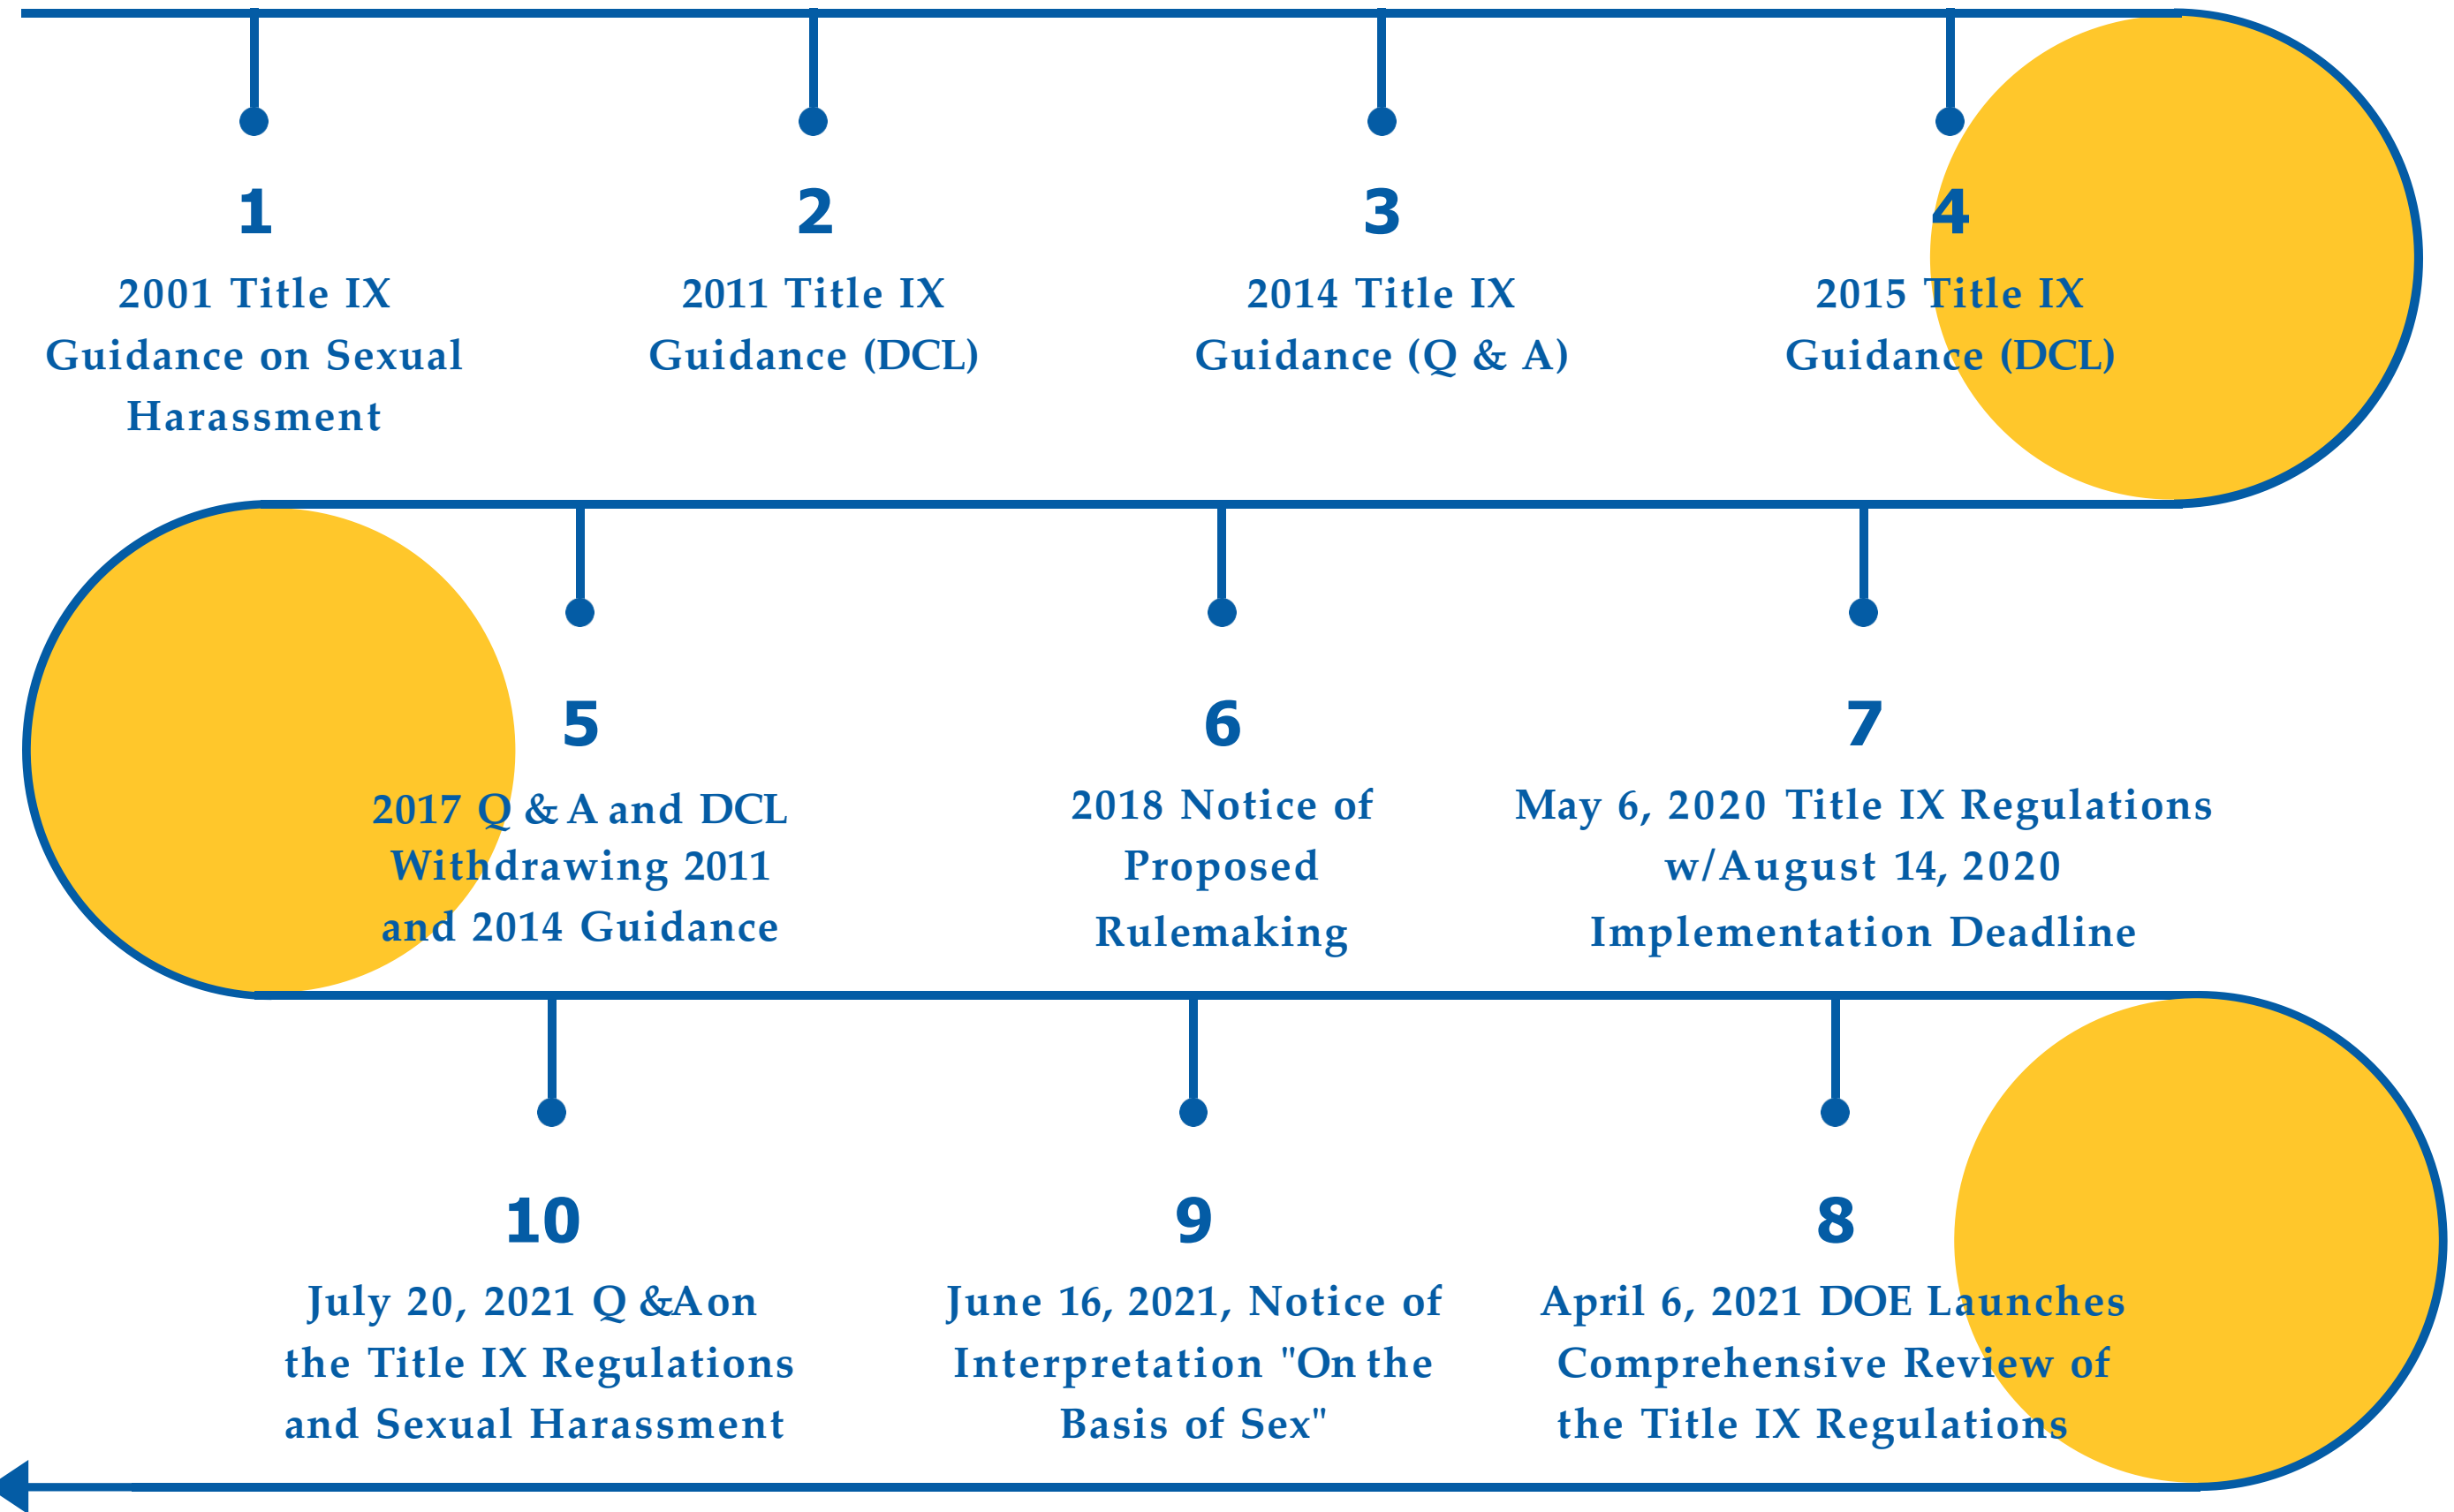 1
2001 Title IX
Guidance on Sexual
Harassment
2
2011 Title IX
Guidance (DCL)
3
2014 Title IX
Guidance (Q & A)
4
2015 Title IX
Guidance (DCL)
5
2017 Q & A and DCL
Withdrawing 2011
and 2014 Guidance
6
2018 Notice of
Proposed
Rulemaking
7
May 6, 2020 Title IX Regulations
w/August 14, 2020
Implementation Deadline
8
April 6, 2021 DOE Launches
Comprehensive Review of
the Title IX Regulations
9
June 16, 2021, Notice of
Interpretation "On the
Basis of Sex"
10
July 20, 2021 Q &A on
the Title IX Regulations
and Sexual Harassment